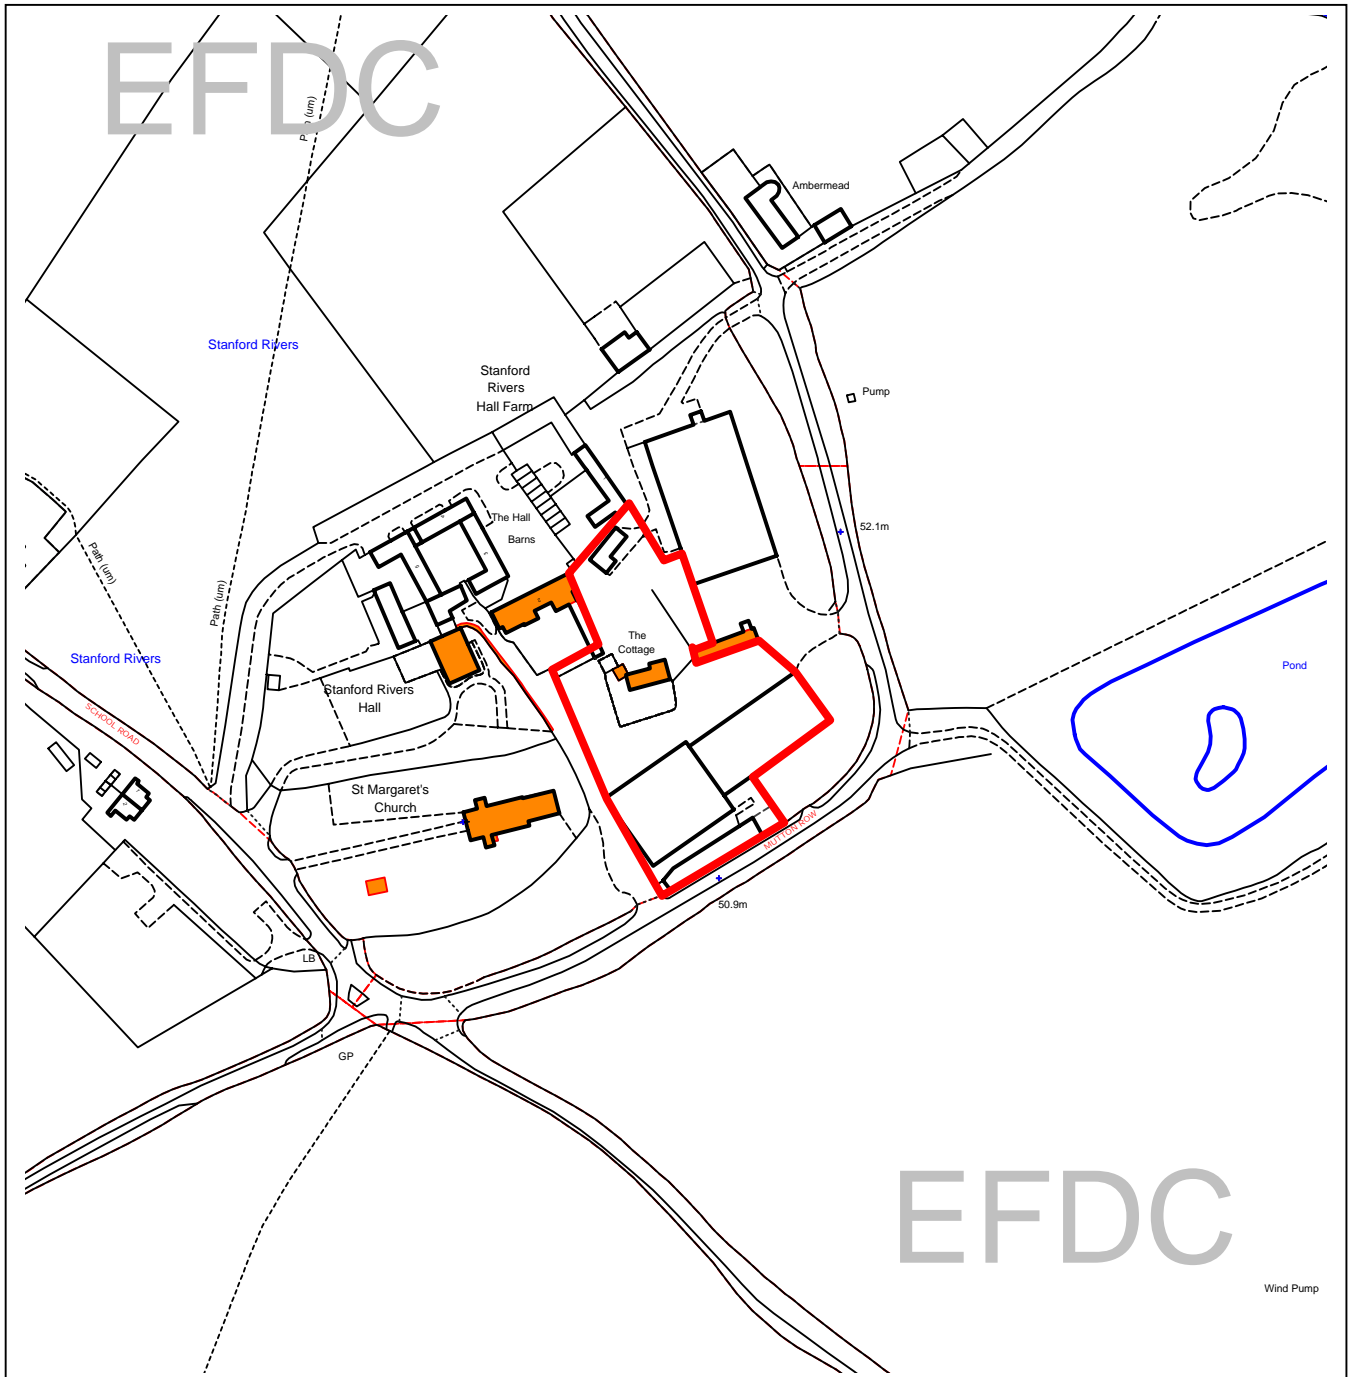 EFDC
Path (um)
Ambermead
Stanford Rivers
Stanford
Rivers
Hall Farm
Pump
The Hall
Barns
52.1m
Path (um)
Path (um)
The
Cottage
Stanford Rivers
Pond
Stanford Rivers
Hall
SCHOOL ROAD
St Margaret's
Church
MUTTON ROW
50.9m
LB
GP
EFDC
Wind Pump